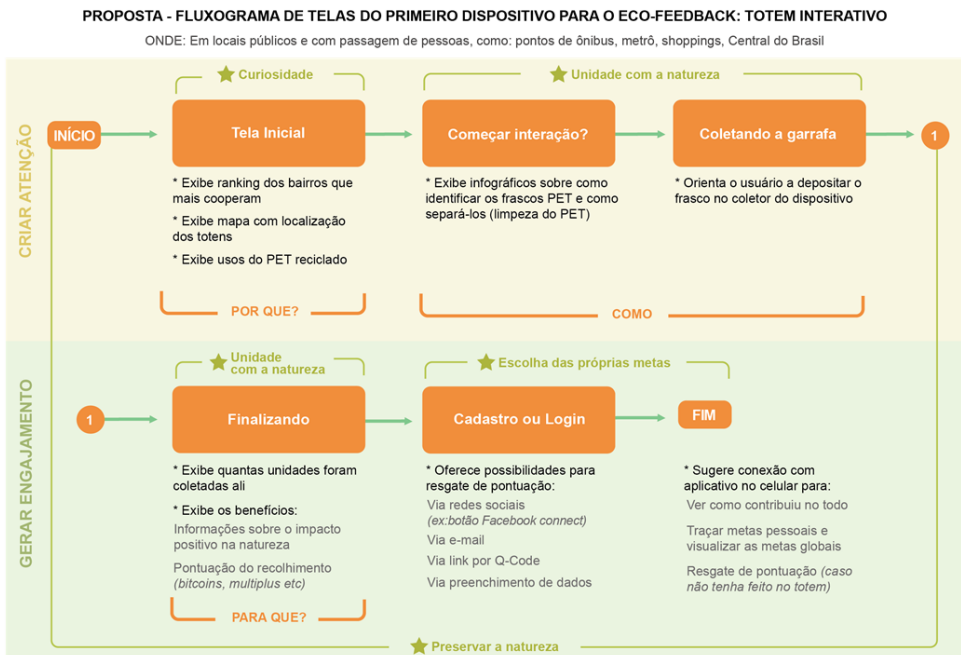 PROPOSTA - FLUXOGRAMA DE TELAS DO PRIMEIRO DISPOSITIVO PARA O ECO-FEEDBACK: TOTEM INTERATIVO
ONDE: Em locais públicos e com passagem de pessoas, como: pontos de ônibus, metrô, shoppings, Central do Brasil
CRIAR ATENÇÃO
Curiosidade
Unidade com a natureza
INÍCIO
Tela Inicial
Começar interação?
Coletando a garrafa
1
* Exibe ranking dos bairros que
mais cooperam
* Exibe mapa com localização
dos totens
* Exibe usos do PET reciclado
* Exibe infográficos sobre como
identificar os frascos PET e como
separá-los (limpeza do PET)
* Orienta o usuário a depositar o
frasco no coletor do dispositivo
POR QUE?
COMO
GERAR ENGAJAMENTO
Unidade
com a natureza
Escolha das próprias metas
1
Finalizando
Cadastro ou Login
FIM
* Exibe quantas unidades foram
coletadas ali
* Exibe os benefícios:
Informações sobre o impacto
positivo na natureza
Pontuação do recolhimento
(bitcoins, multiplus etc)
* Oferece possibilidades para
resgate de pontuação:
Via redes sociais
(ex:botão Facebook connect)
Via e-mail
Via link por Q-Code
Via preenchimento de dados
* Sugere conexão com
aplicativo no celular para:
Ver como contribuiu no todo
Traçar metas pessoais e
visualizar as metas globais
Resgate de pontuação (caso
não tenha feito no totem)
PARA QUE?
Preservar a natureza